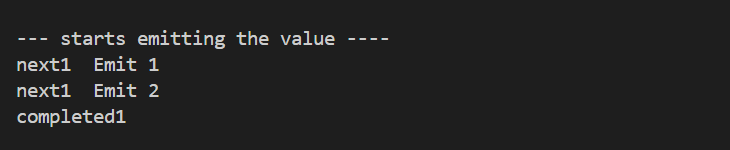 --- starts emitting the value ----
next1  Emit 1
next1  Emit 2
completed1